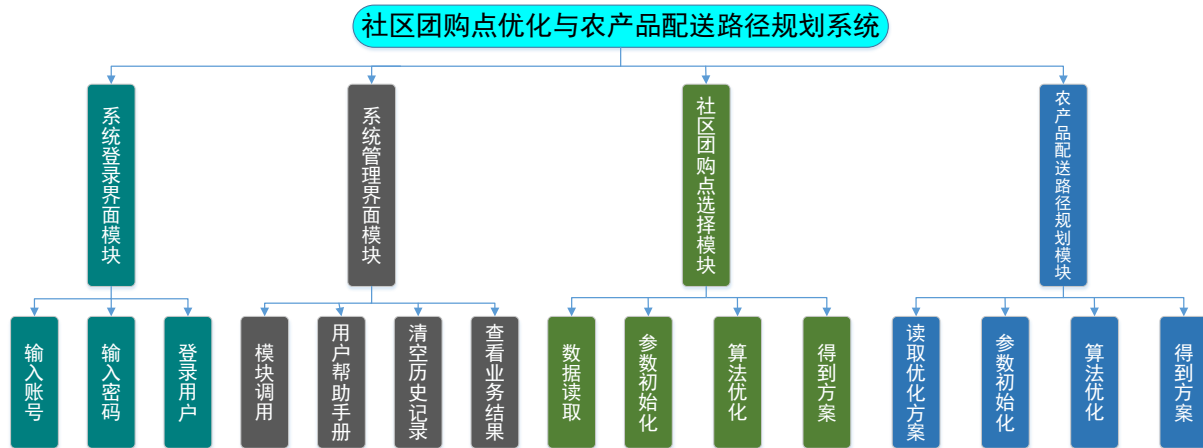 社区团购点优化与农产品配送路径规划系统
系统登录界面模块
系统管理界面模块
社区团购点选择模块
农产品配送路径规划模块
输入账号
输入密码
登录用户
模块调用
用户帮助手册
清空历史记录
查看业务结果
数据读取
参数初始化
算法优化
得到方案
读取优化方案
参数初始化
算法优化
得到方案